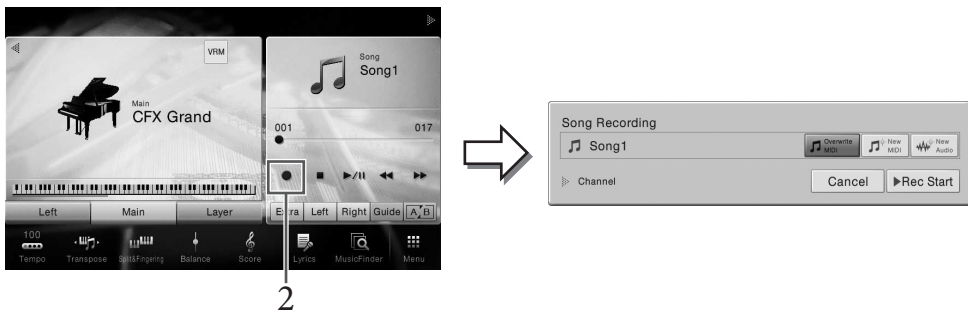 VRM
Main
CFX Grand
Song
Song1
001 017
Left Main Layer
Extra Left Right Guide A B
100
Tempo Transpose Split&Fingering Balance Score Lyrics MusicFinder Menu
2
Song Recording
Song1
Overwrite MIDI
New MIDI
New Audio
Channel
Cancel Rec Start